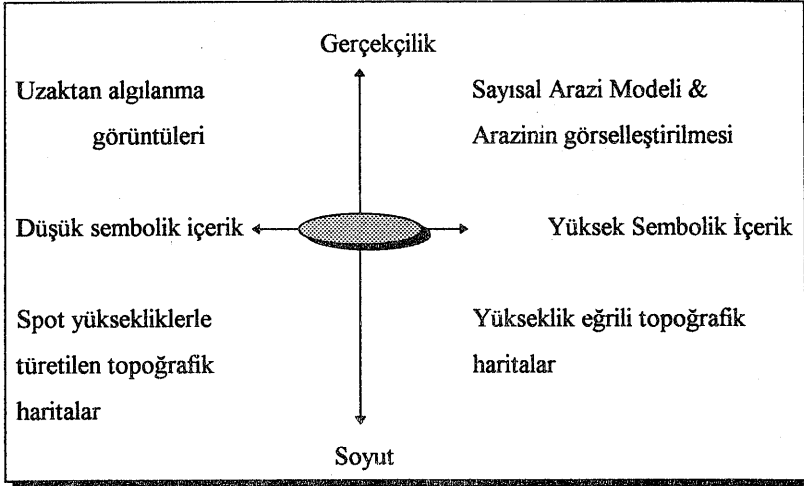 Gerçekçilik
Uzaktan algılanma
görüntüleri
Sayısal Arazi Modeli &
Arazinin görselleştirilmesi
Düşük sembolik içerik
Yüksek Sembolik İçerik
Spot yüksekliklerle
türetilen topoğrafik
haritalar
Yükseklik eğrili topoğrafik
haritalar
Soyut